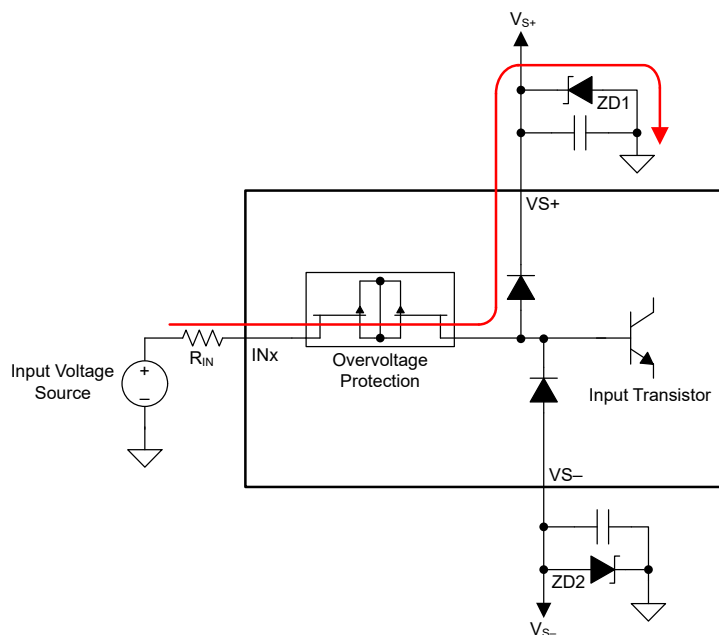 VS+
ZD1
VS+
RIN
INx
Overvoltage
Protection
Input Voltage
Source
+
–
Input Transistor
VS–
ZD2
VS–